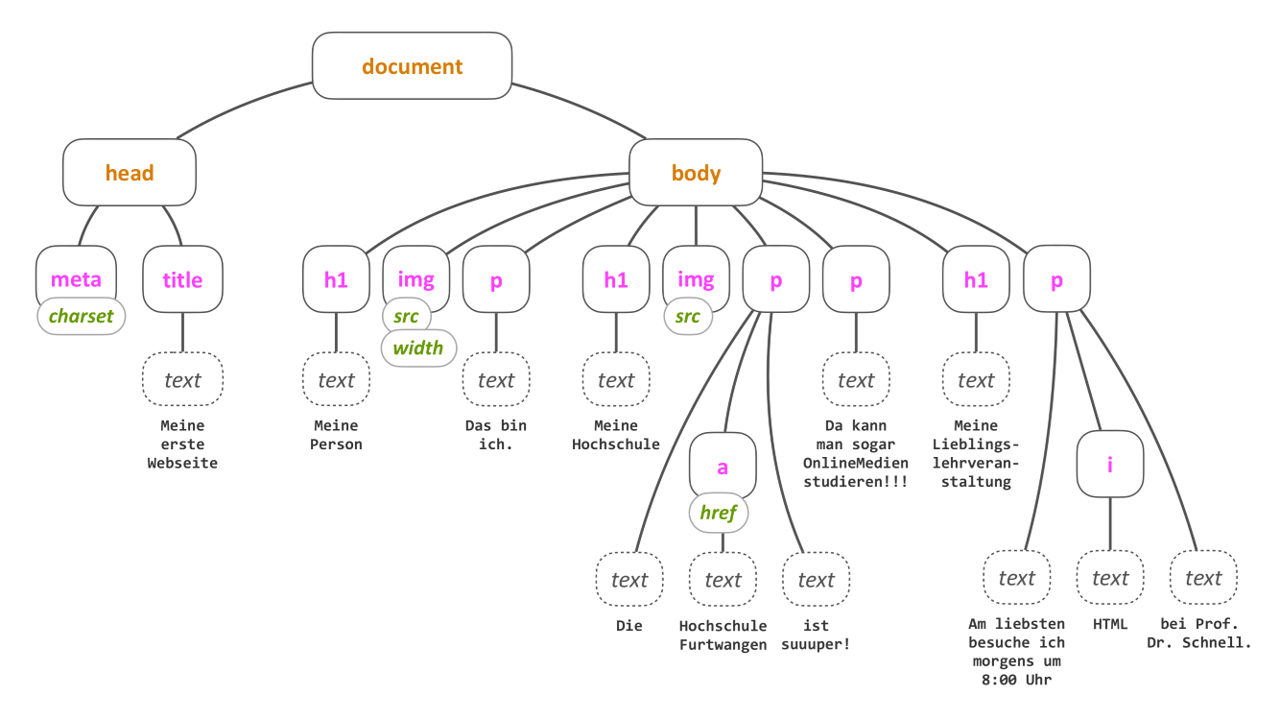 document
head
body
meta
charset
title
h1
img
src
width
p
h1
img
src
p
p
h1
p
text
Meine
erste
Webseite
text
Meine
Person
text
Das bin
ich.
text
Meine
Hochschule
text
Da kann
man sogar
OnlineMedien
studieren!!!
text
Meine
Lieblings-
lehrveran-
staltung
a
href
i
text
Die
text
Hochschule
Furtwangen
text
ist
suuuper!
text
Am liebsten
besuche ich
morgens um
8:00 Uhr
text
HTML
text
bei Prof.
Dr. Schnell.